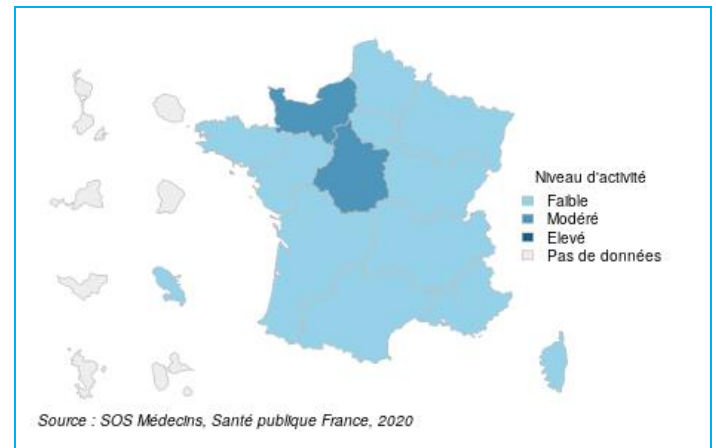 Niveau d'activité
Faible
Modéré
Elevé
Pas de données
Source : SOS Médecins, Santé publique France, 2020